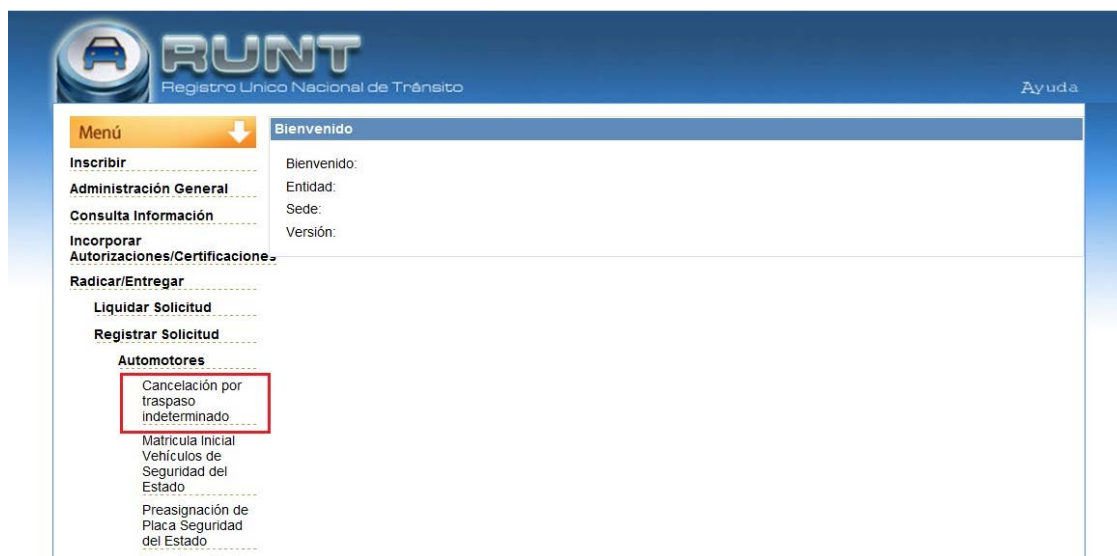 RUNT
Registro Unico Nacional de Trânsito
Ayuda
Menú
Inscribir
Administración General
Consulta Información
Incorporar
Autorizaciones/Certificaciones
Radicar/Entregar
Liquidar Solicitud
Registrar Solicitud
Automotores
Cancelación por
traspaso
indeterminado
Matricula Inicial
Vehículos de
Seguridad del
Estado
Preasignación de
Placa Seguridad
del Estado
Bienvenido
Bienvenido:
Entidad:
Sede:
Versión: